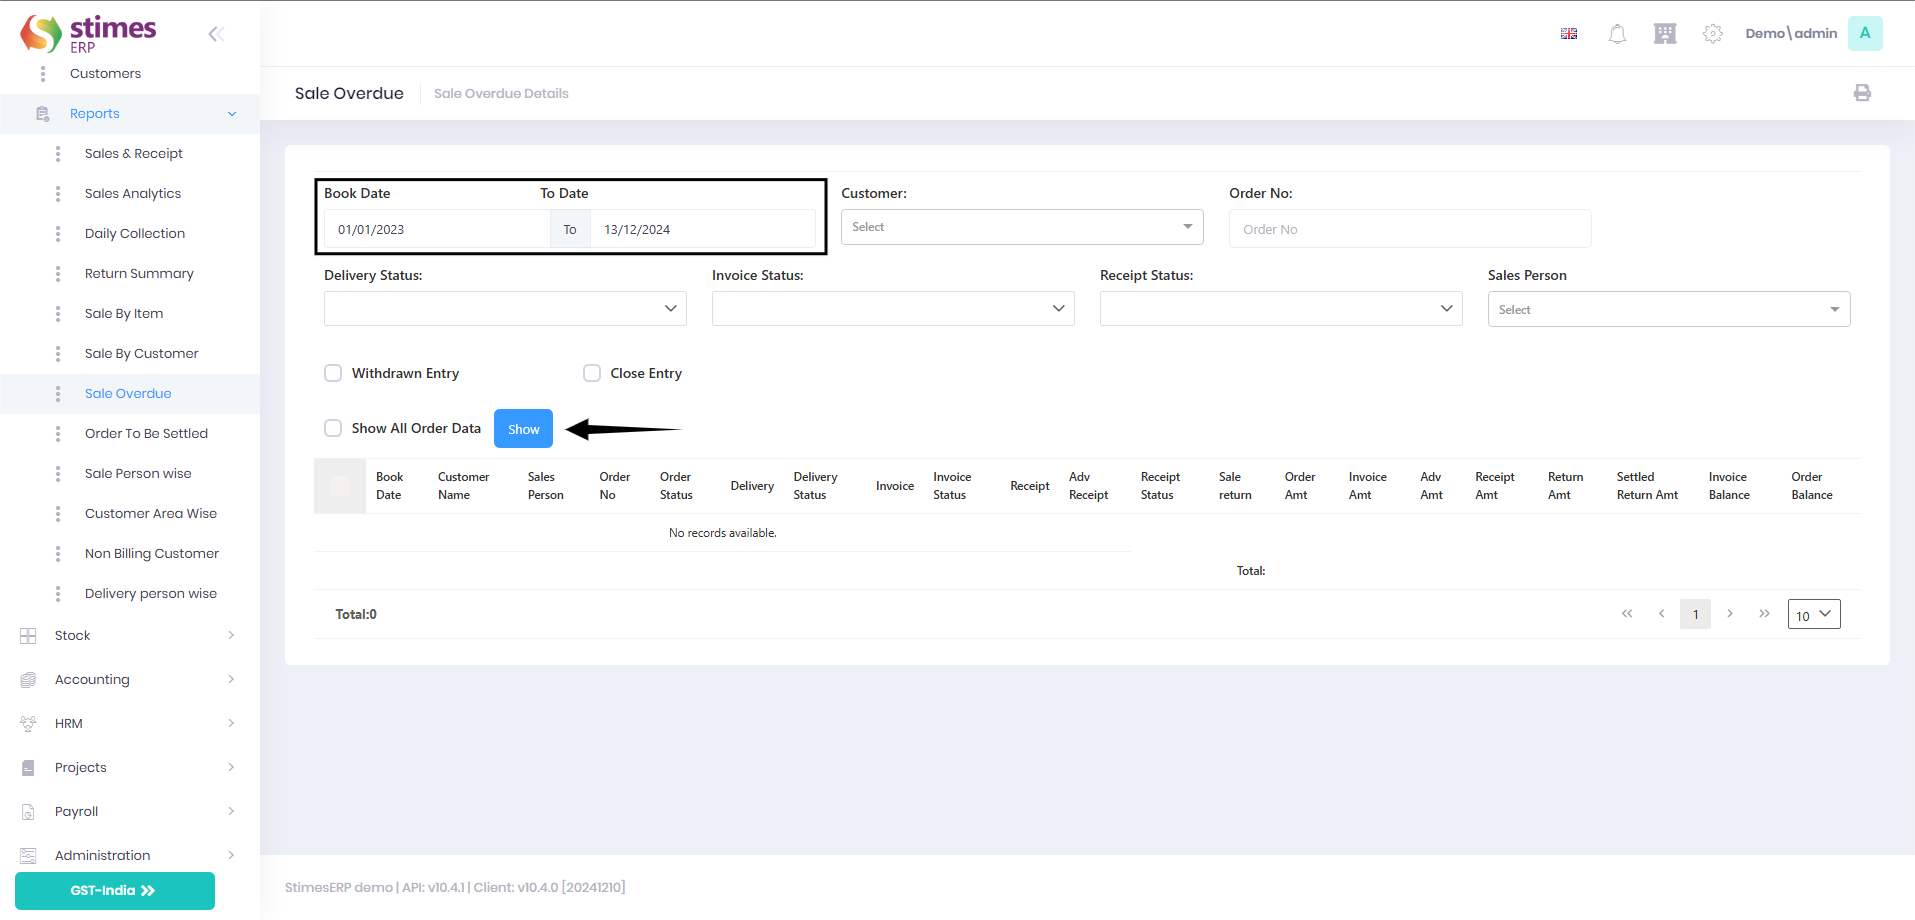 stimes
ERP
Demo\admin
A
Customers
Reports
Sales & Receipt
Sales Analytics
Daily Collection
Return Summary
Sale By Item
Sale By Customer
Sale Overdue
Order To Be Settled
Sale Person wise
Customer Area Wise
Non Billing Customer
Delivery person wise
Stock
Accounting
HRM
Projects
Payroll
Administration
GST-India
Sale Overdue
Sale Overdue Details
Book Date
To Date
Customer:
Order No:
01/01/2023
To
13/12/2024
Select
Order No
Delivery Status:
Invoice Status:
Receipt Status:
Sales Person
Select
Withdrawn Entry
Close Entry
Show All Order Data
Show
Book Date
Customer Name
Sales Person
Order No
Order Status
Delivery
Delivery Status
Invoice
Invoice Status
Receipt
Adv Receipt
Receipt Status
Sale return
Order Amt
Invoice Amt
Adv Amt
Receipt Amt
Return Amt
Settled Return Amt
Invoice Balance
Order Balance
No records available.
Total:
Total:0
1
10
StimesERP demo | API: v10.4.1 | Client: v10.4.0 [20241210]